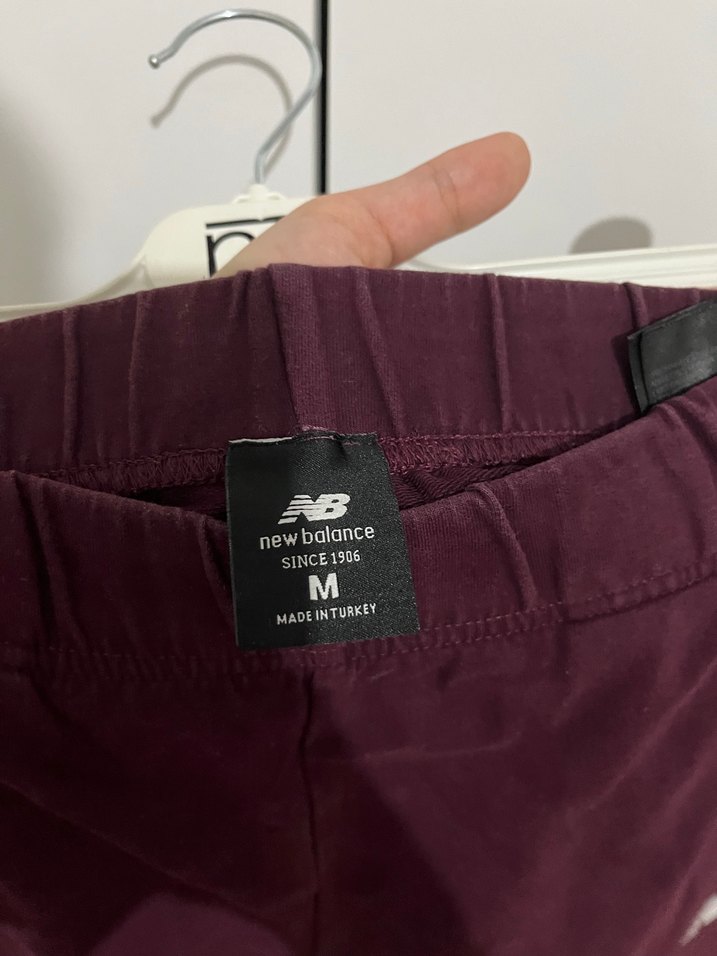 NB
new balance
SINCE 1906
M
MADE IN TURKEY